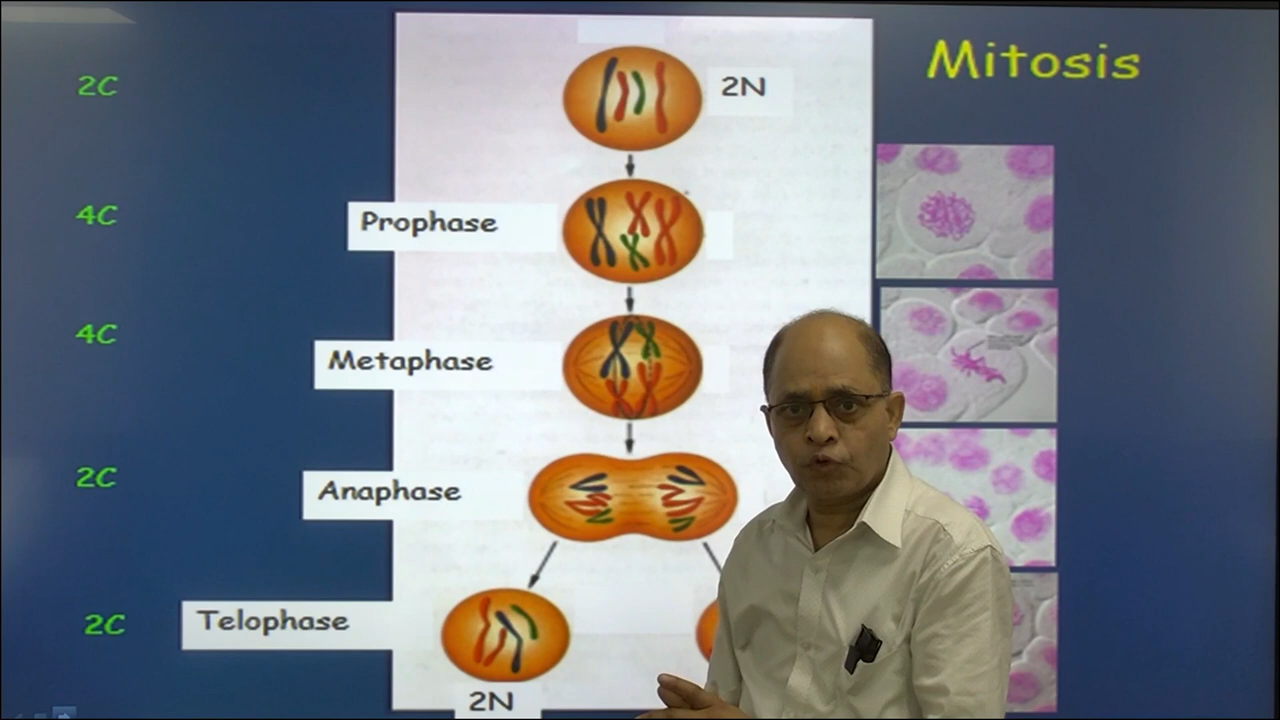 Mitosis
2C
2N
4C
Prophase
4C
Metaphase
2C
Anaphase
2C
Telophase
2N